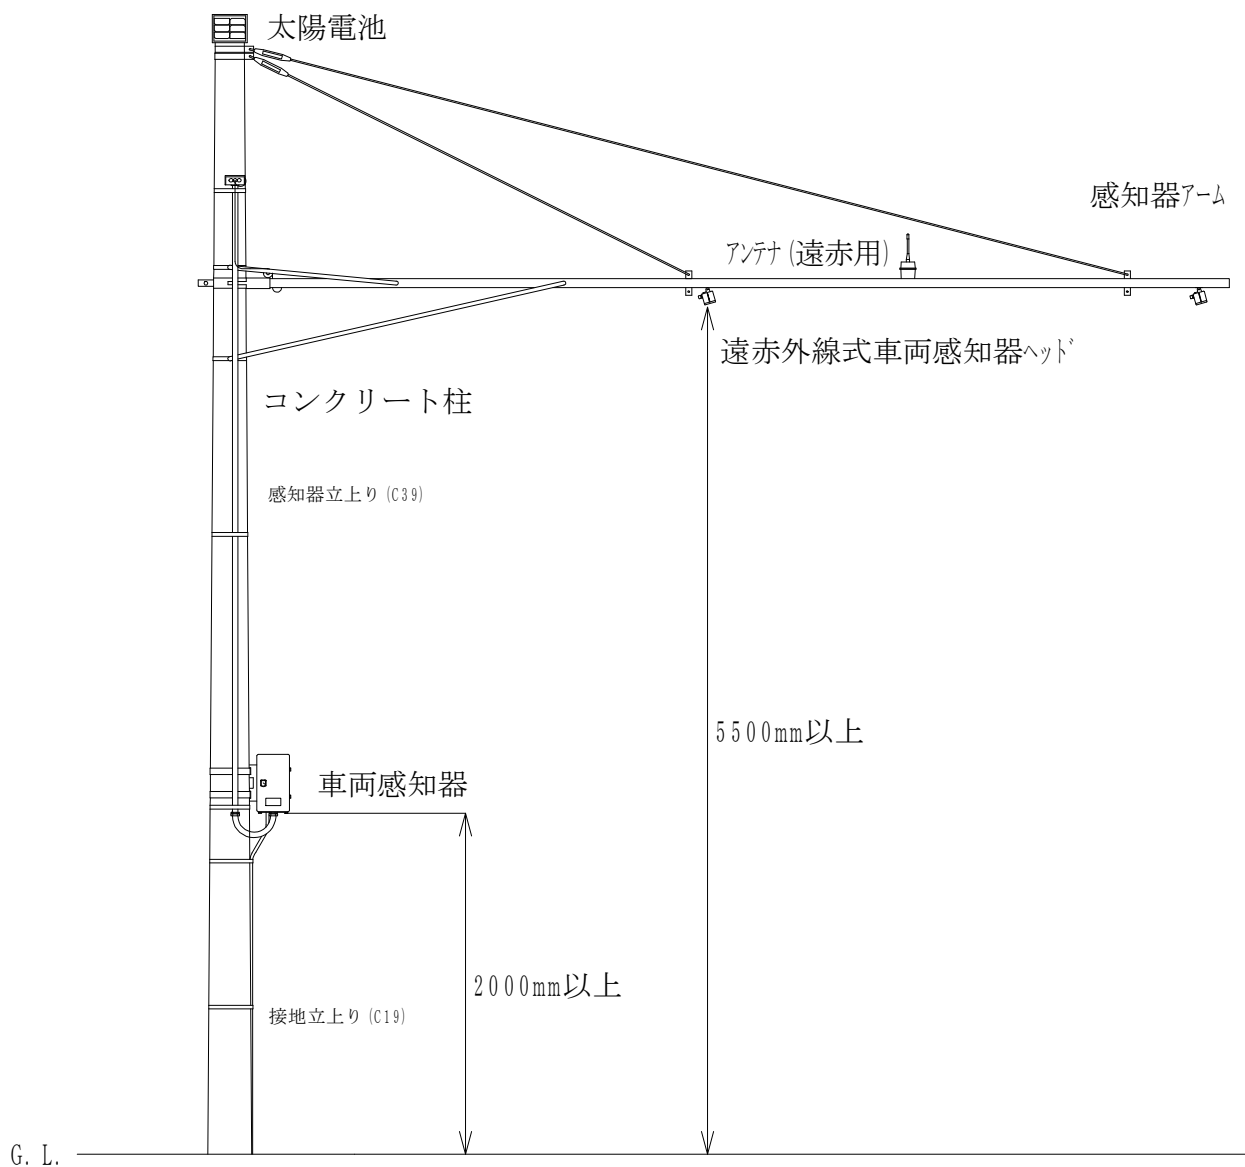 太陽電池
感知器ｱｰﾑ
ｱﾝﾃﾅ(遠赤用)
遠赤外線式車両感知器ﾍｯﾄﾞ
コンクリート柱
感知器立上り(C39)
5500mm以上
車両感知器
2000mm以上
接地立上り(C19)
G.L.